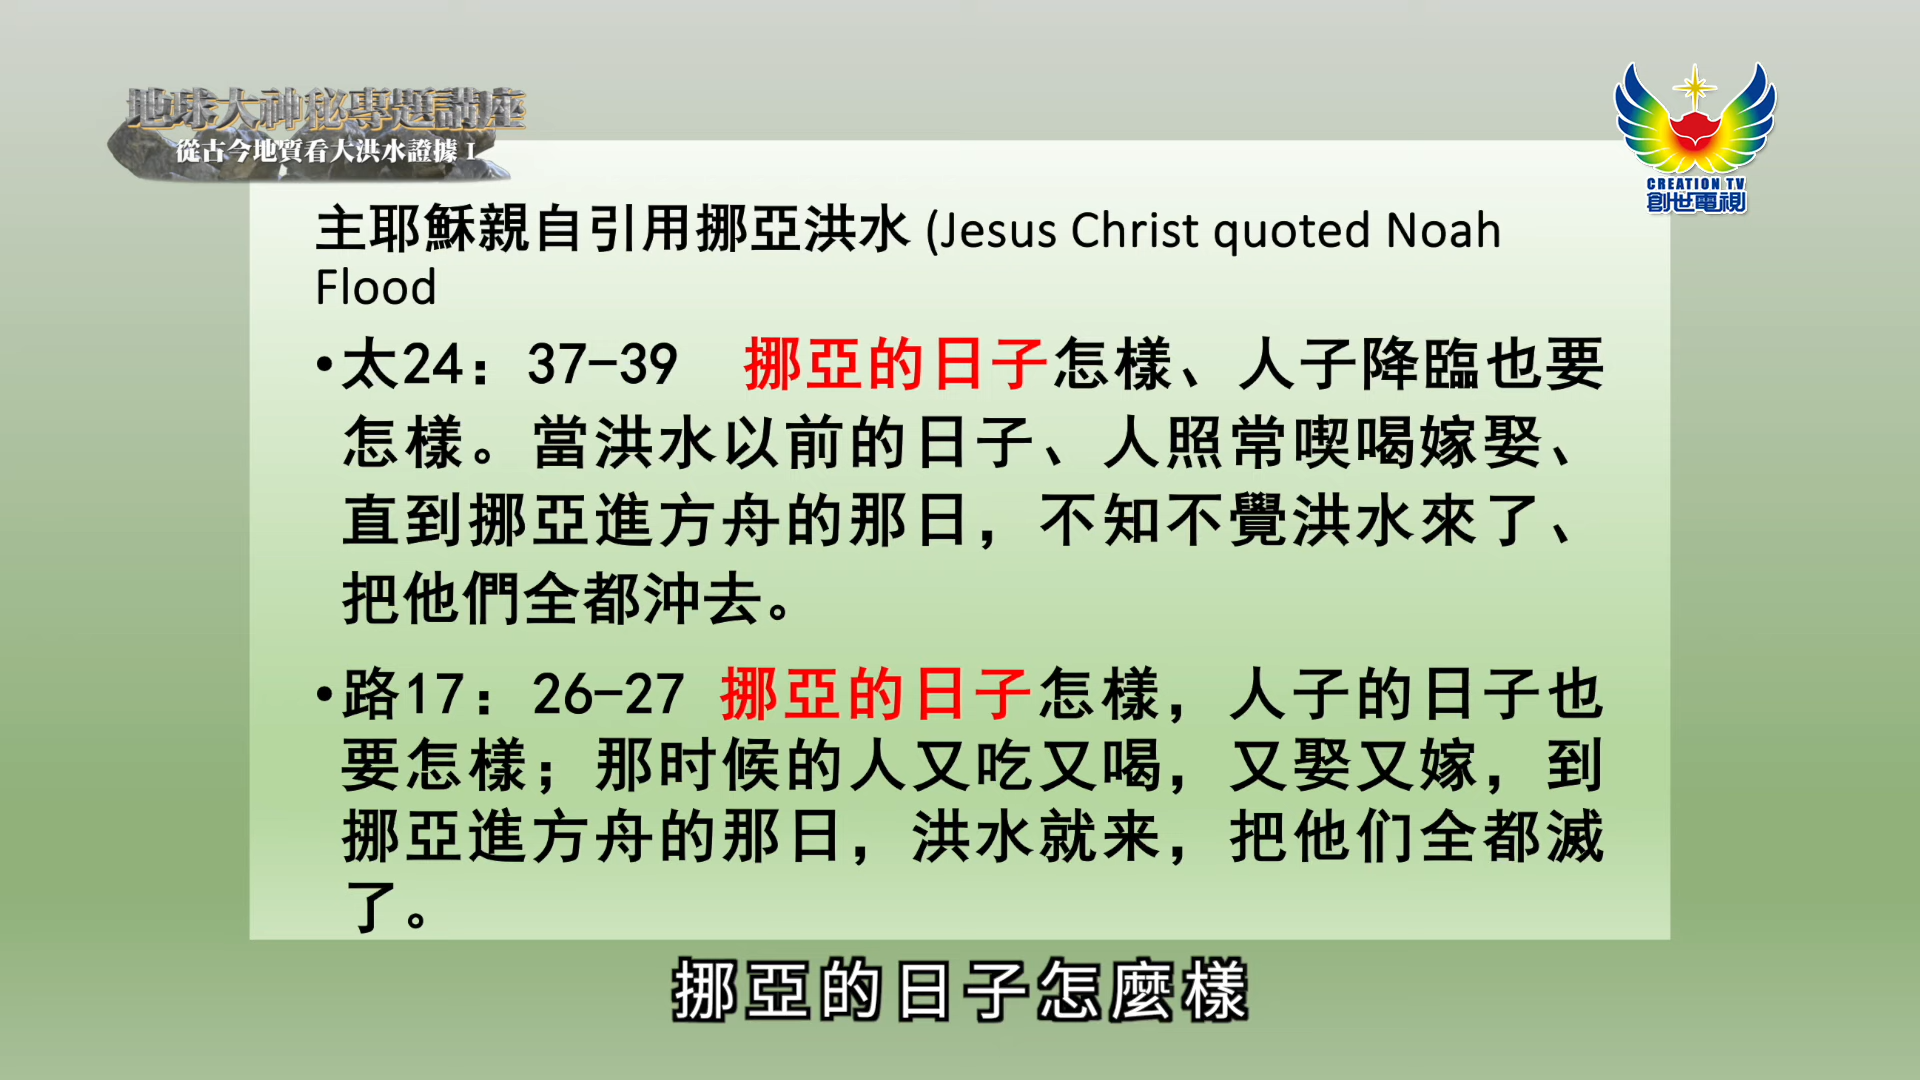 地球大神秘專題講座
從古今地質看大洪水證據 I
CREATION TV
創世電視
主耶穌親自引用挪亞洪水 (Jesus Christ quoted Noah
Flood
•太24：37-39 挪亞的日子怎樣、人子降臨也要
怎樣。當洪水以前的日子、人照常喫喝嫁娶、
直到挪亞進方舟的那日，不知不覺洪水來了、
把他們全都沖去。
•路17：26-27 挪亞的日子怎樣，人子的日子也
要怎樣；那时候的人又吃又喝，又娶又嫁，到
挪亞進方舟的那日，洪水就来，把他们全都滅
了。
挪亞的日子怎麼樣